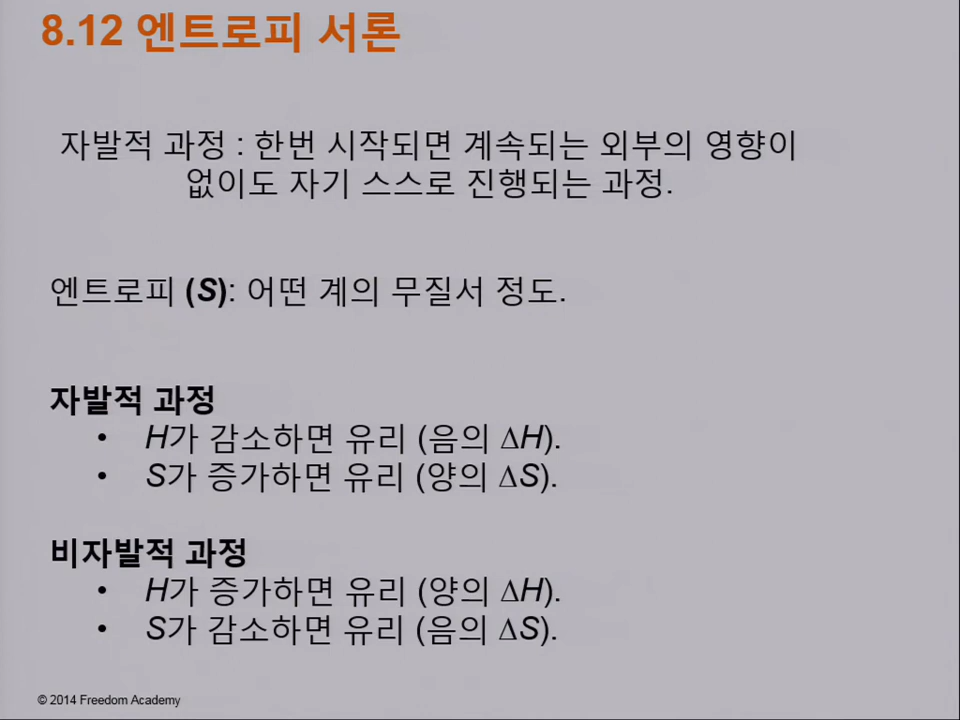 8.12 엔트로피 서론
자발적 과정 : 한번 시작되면 계속되는 외부의 영향이
없이도 자기 스스로 진행되는 과정.
엔트로피 (S): 어떤 계의 무질서 정도.
자발적 과정
• H가 감소하면 유리 (음의 ΔH).
• S가 증가하면 유리 (양의 ΔS).
비자발적 과정
• H가 증가하면 유리 (양의 ΔH).
• S가 감소하면 유리 (음의 ΔS).
© 2014 Freedom Academy